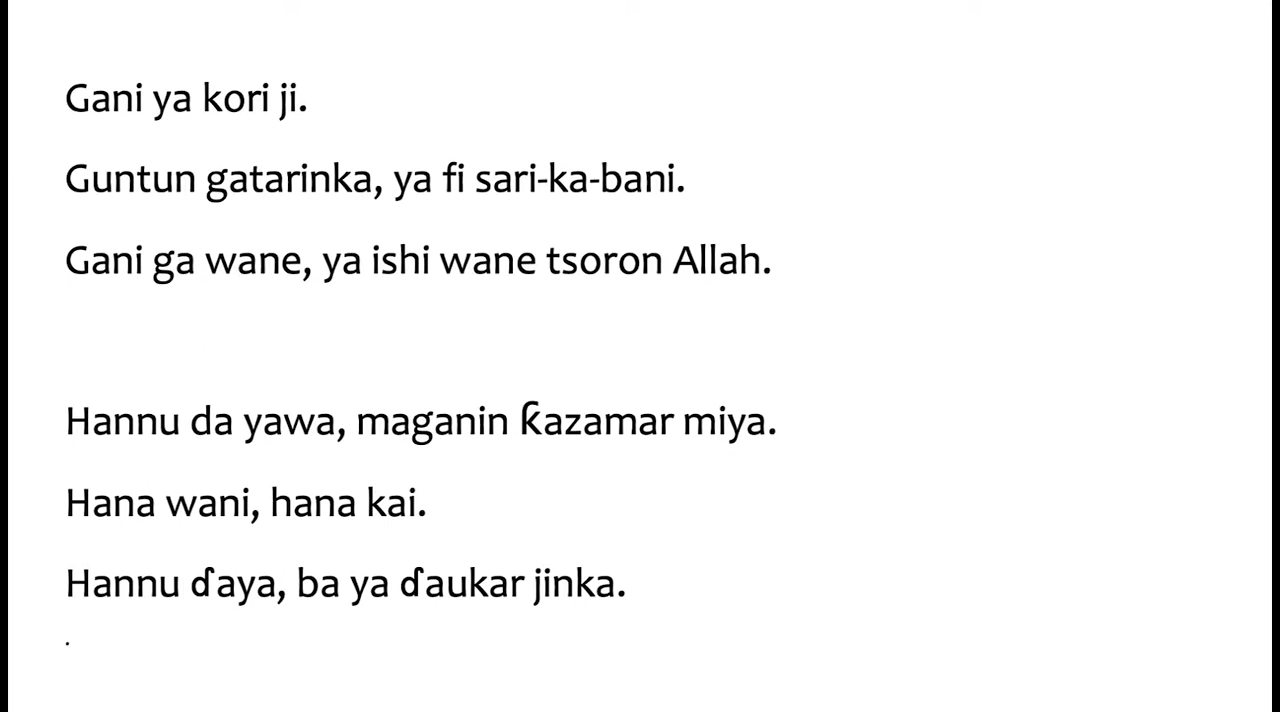 Gani ya kori ji.
Guntun gatarinka, ya fi sari-ka-bani.
Gani ga wane, ya ishi wane tsoron Allah.
Hannu da yawa, maganin ƙazamar miya.
Hana wani, hana kai.
Hannu ɗaya, ba ya ɗaukar jinka.
.